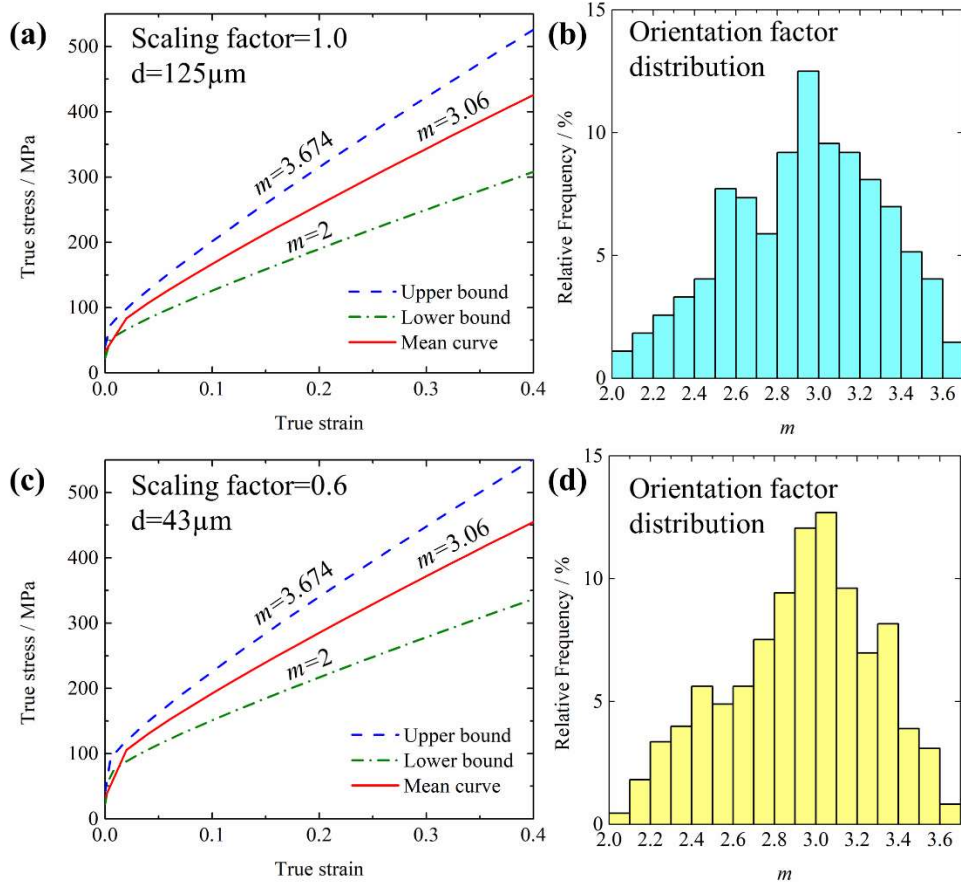 (a)
Scaling factor=1.0
d=125μm
m=3.674
m=3.06
m=2
Upper bound
Lower bound
Mean curve
500
400
300
200
100
0
True stress / MPa
0.0 0.1 0.2 0.3 0.4
True strain
(b)
Orientation factor
distribution
15
10
5
0
Relative Frequency / %
2.0 2.2 2.4 2.6 2.8 3.0 3.2 3.4 3.6
m
(c)
Scaling factor=0.6
d=43μm
m=3.674
m=3.06
m=2
Upper bound
Lower bound
Mean curve
500
400
300
200
100
0
True stress / MPa
0.0 0.1 0.2 0.3 0.4
True strain
(d)
Orientation factor
distribution
15
10
5
0
Relative Frequency / %
2.0 2.2 2.4 2.6 2.8 3.0 3.2 3.4 3.6
m